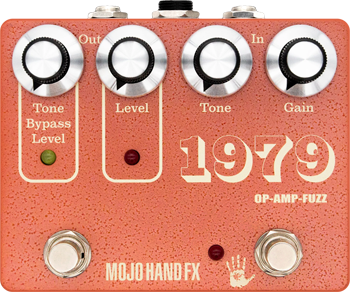 Out
In
Tone
Bypass
Level
Level
Tone
Gain
1979
OP-AMP-FUZZ
MOJO HAND FX